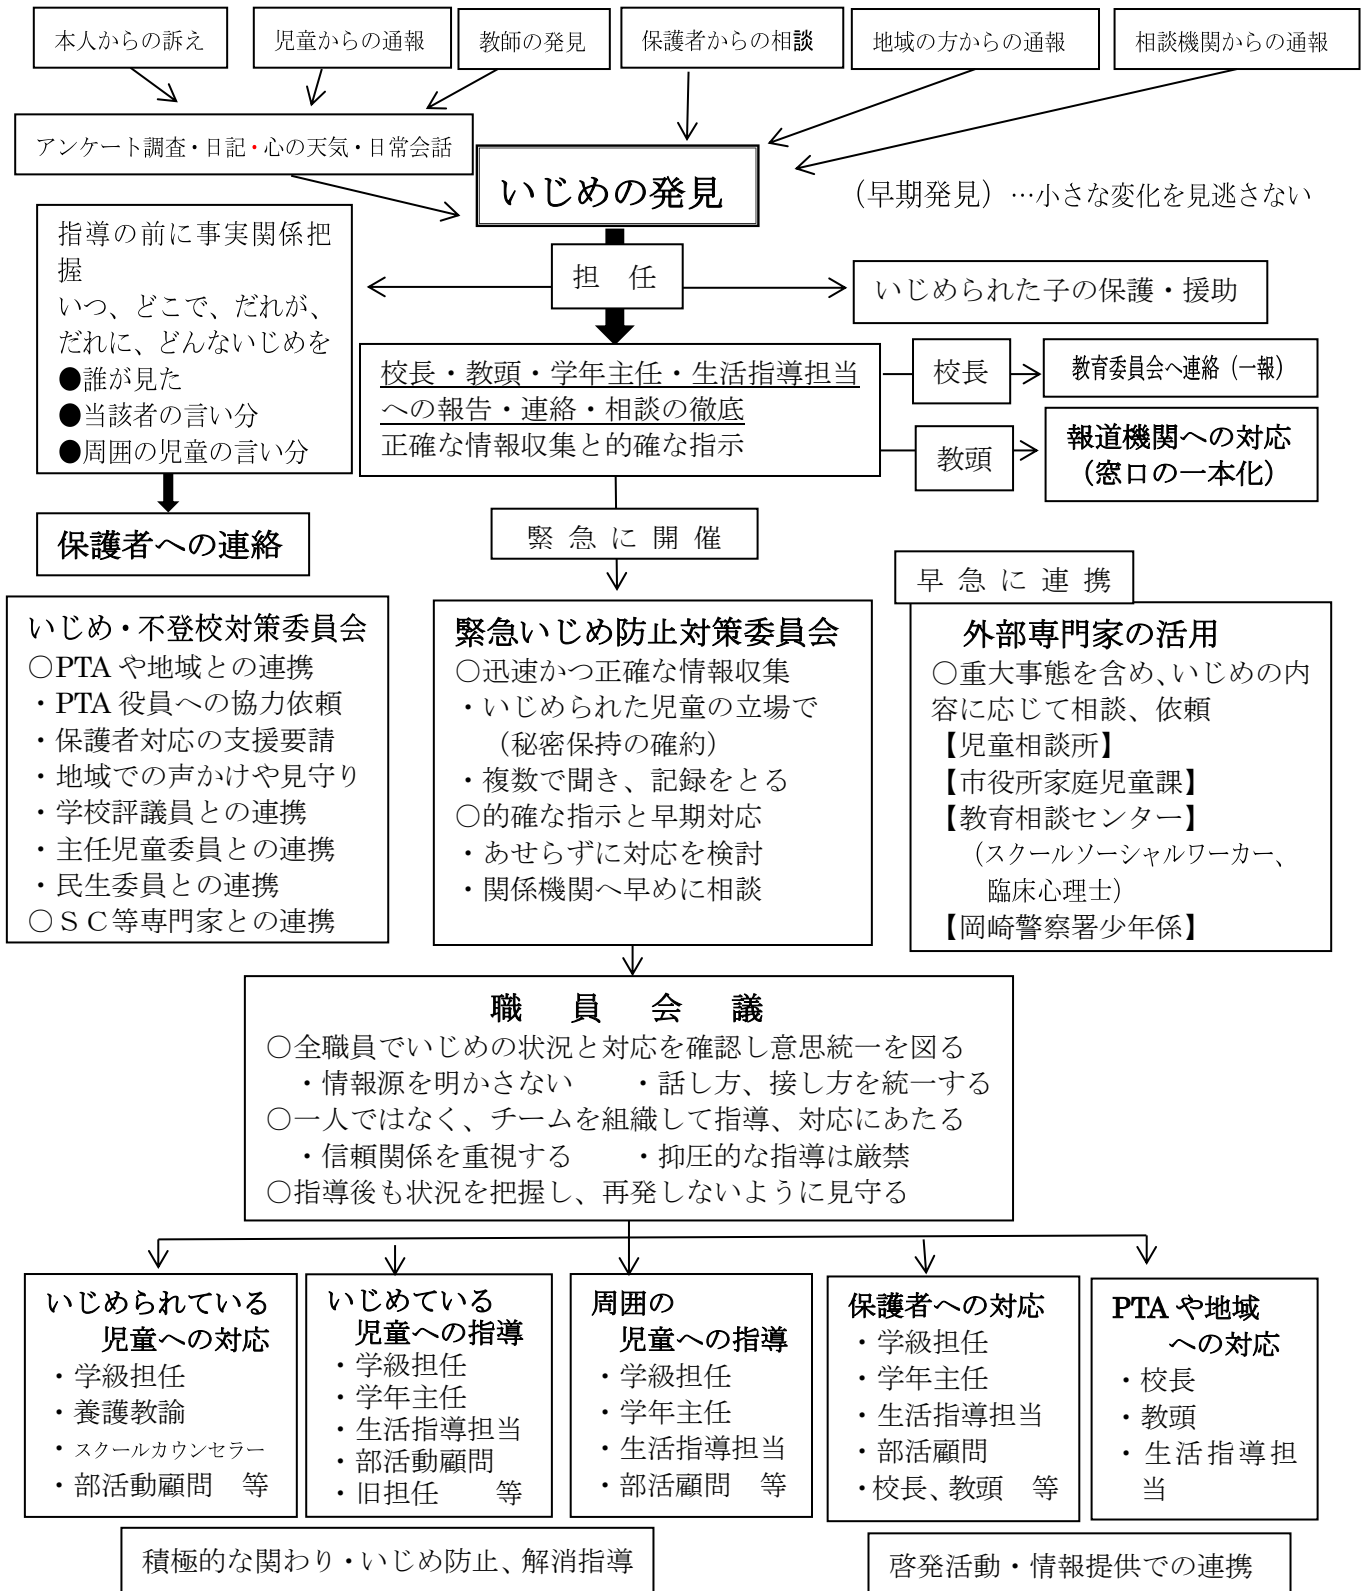 本人からの訴え
児童からの通報
教師の発見
保護者からの相談
地域の方からの通報
相談機関からの通報
アンケート調査・日記・心の天気・日常会話
いじめの発見
（早期発見）…小さな変化を見逃さない
指導の前に事実関係把
握
いつ、どこで、だれが、
だれに、どんないじめを
●誰が見た
●当該者の言い分
●周囲の児童の言い分
担　任
いじめられた子の保護・援助
校長・教頭・学年主任・生活指導担当
への報告・連絡・相談の徹底
正確な情報収集と的確な指示
校長
教育委員会へ連絡（一報）
教頭
報道機関への対応
（窓口の一本化）
保護者への連絡
緊 急 に 開 催
早 急 に 連 携
いじめ・不登校対策委員会
○PTA や地域との連携
・PTA 役員への協力依頼
・保護者対応の支援要請
・地域での声かけや見守り
・学校評議員との連携
・主任児童委員との連携
・民生委員との連携
○ＳＣ等専門家との連携
緊急いじめ防止対策委員会
○迅速かつ正確な情報収集
・いじめられた児童の立場で
（秘密保持の確約）
・複数で聞き、記録をとる
○的確な指示と早期対応
・あせらずに対応を検討
・関係機関へ早めに相談
外部専門家の活用
○重大事態を含め、いじめの内
容に応じて相談、依頼
【児童相談所】
【市役所家庭児童課】
【教育相談センター】
（スクールソーシャルワーカー、
臨床心理士）
【岡崎警察署少年係】
職　員　会　議
○全職員でいじめの状況と対応を確認し意思統一を図る
・情報源を明かさない　　・話し方、接し方を統一する
○一人ではなく、チームを組織して指導、対応にあたる
・信頼関係を重視する　　・抑圧的な指導は厳禁
○指導後も状況を把握し、再発しないように見守る
いじめられている
児童への対応
・学級担任
・養護教諭
・スクールカウンセラー
・部活動顧問　等
いじめている
児童への指導
・学級担任
・学年主任
・生活指導担当
・部活動顧問
・旧担任　　等
周囲の
児童への指導
・学級担任
・学年主任
・生活指導担当
・部活顧問　等
保護者への対応
・学級担任
・学年主任
・生活指導担当
・部活顧問
・校長、教頭　等
PTA や地域
への対応
・校長
・教頭
・生活指導担
当
積極的な関わり・いじめ防止、解消指導
啓発活動・情報提供での連携